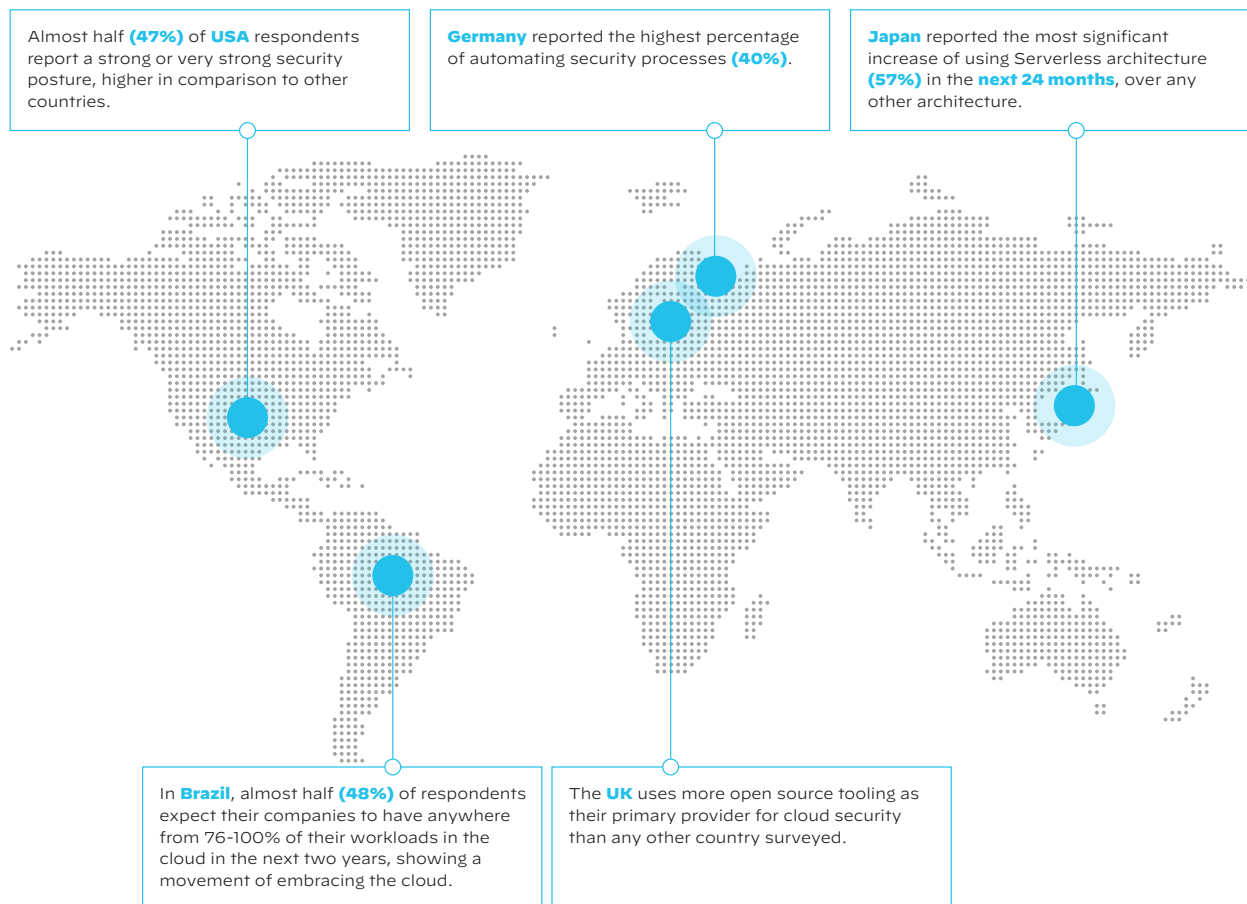 Almost half (47%) of USA respondents
report a strong or very strong security
posture, higher in comparison to other
countries.
Germany reported the highest percentage
of automating security processes (40%).
Japan reported the most significant
increase of using Serverless architecture
(57%) in the next 24 months, over any
other architecture.
In Brazil, almost half (48%) of respondents
expect their companies to have anywhere
from 76-100% of their workloads in the
cloud in the next two years, showing a
movement of embracing the cloud.
The UK uses more open source tooling as
their primary provider for cloud security
than any other country surveyed.